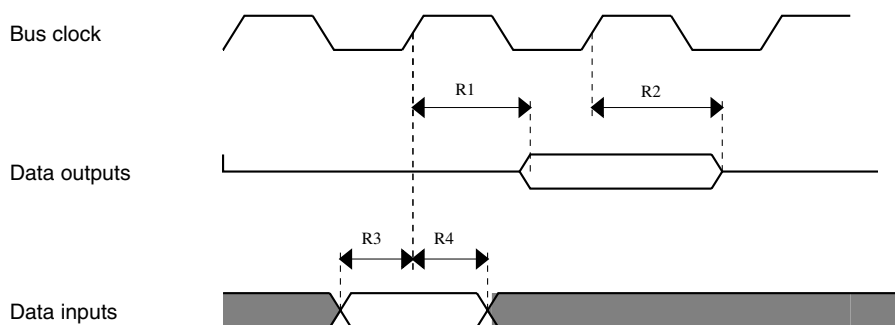 Bus clock
R1
R2
Data outputs
R3
R4
Data inputs